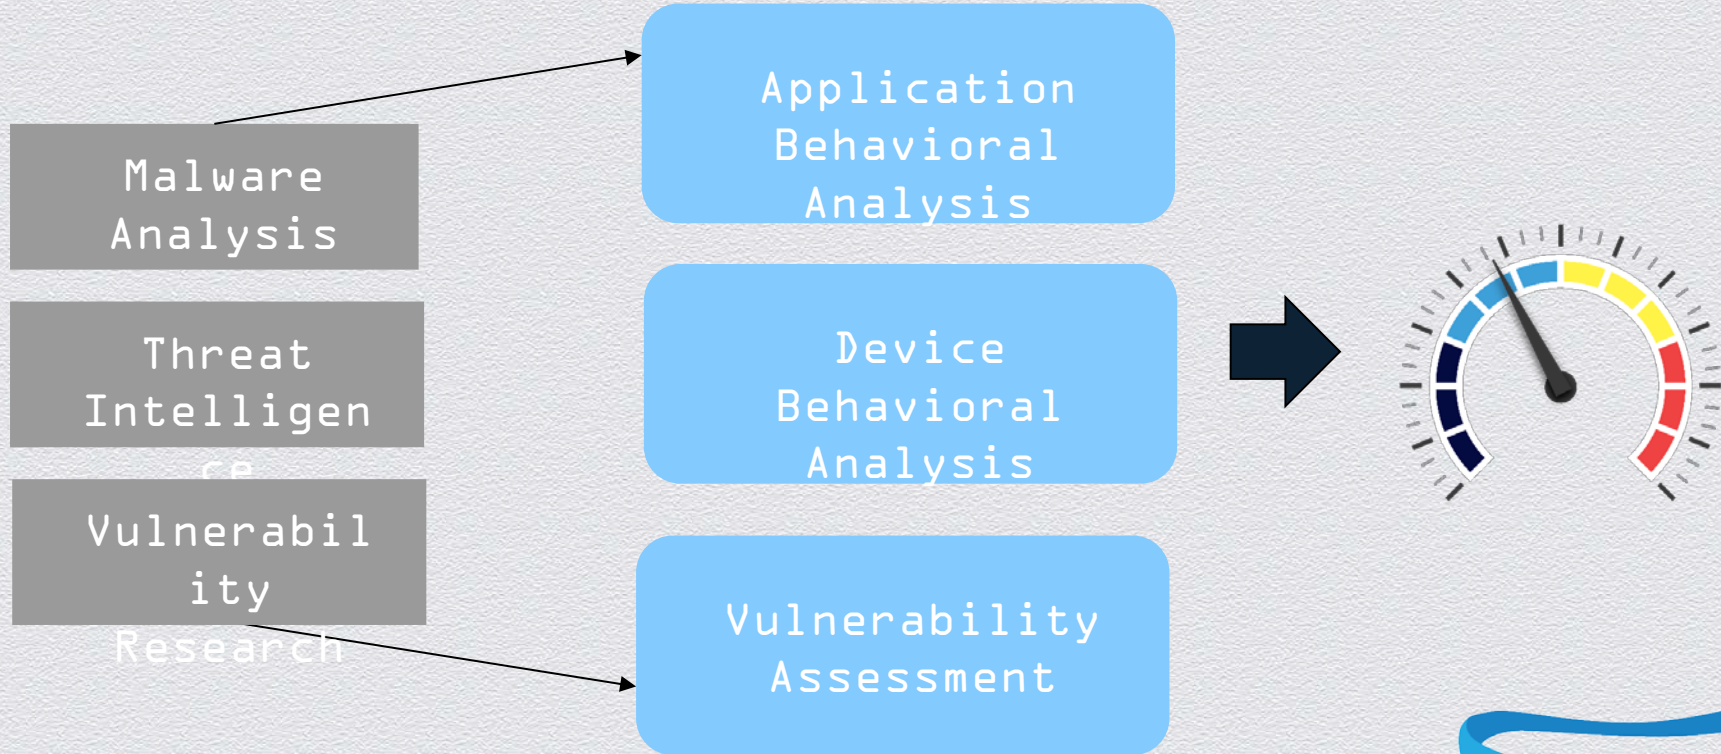 Malware
Analysis
Threat
Intelligen
ce
Vulnerabil
ity
Research
Application
Behavioral
Analysis
Device
Behavioral
Analysis
Vulnerability
Assessment